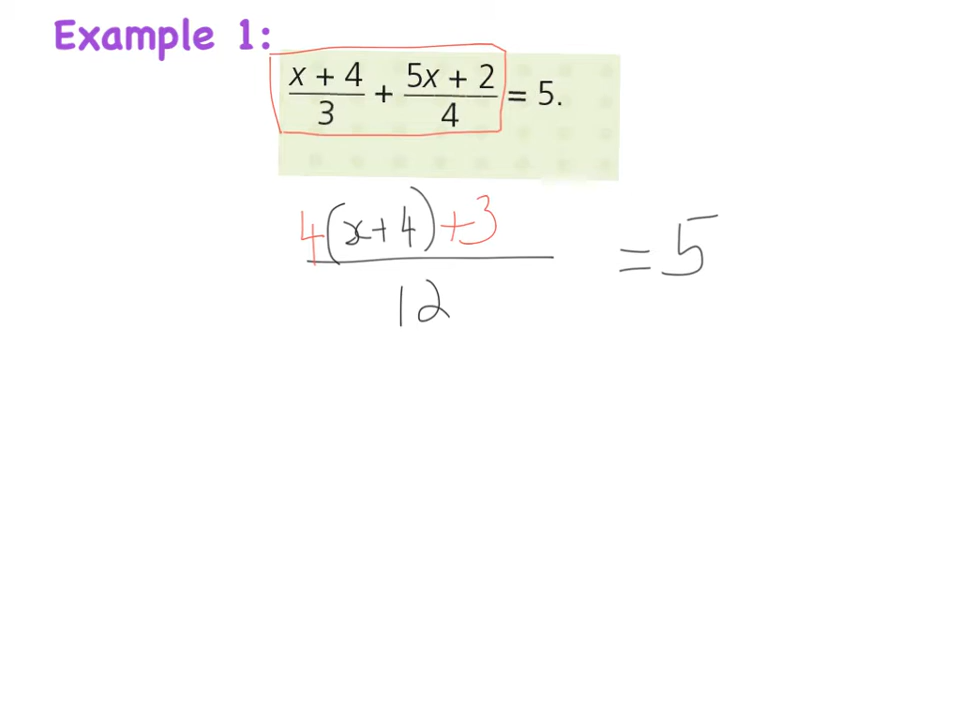 Example 1:
(x + 4)/3 + (5x + 2)/4 = 5.
4(x+4)+3
12
= 5